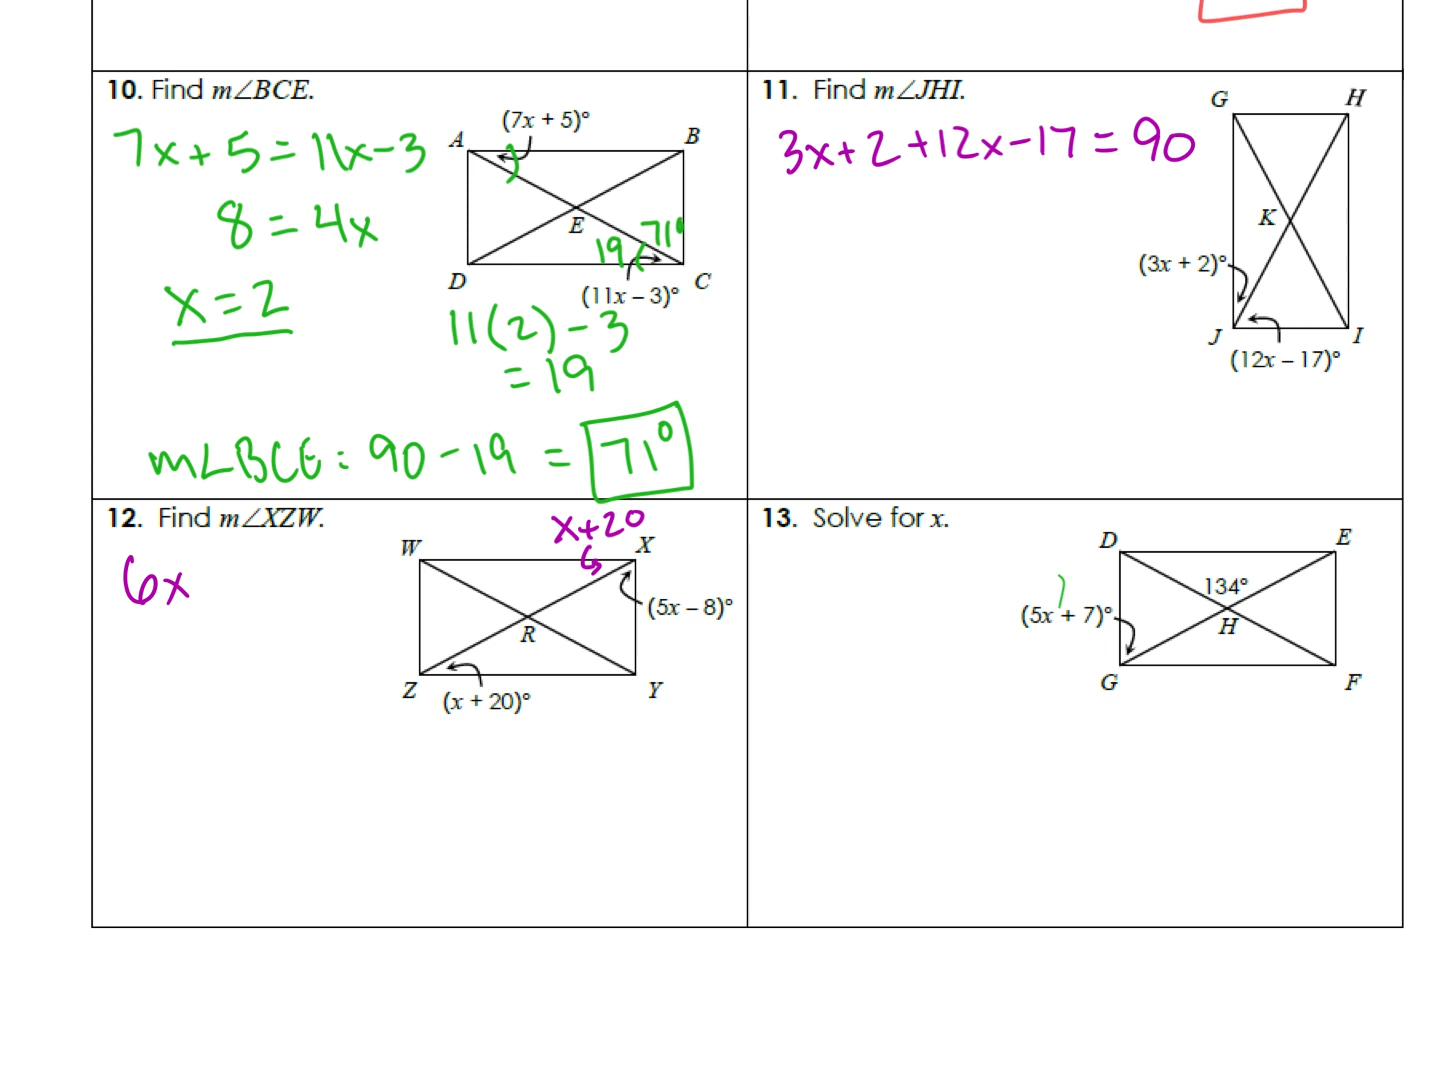 10. Find m∠BCE.
7x + 5 = 11x - 3
8 = 4x
x = 2
(7x + 5)°
A
B
E
19
71°
D
C
(11x – 3)°
11(2) - 3
= 19
m∠BCE: 90 - 19 = 71°
11. Find m∠JHI.
3x + 2 + 12x - 17 = 90
G
H
K
(3x + 2)°
J
I
(12x – 17)°
12. Find m∠XZW.
6x
x + 20
W
X
(5x – 8)°
R
Z
Y
(x + 20)°
13. Solve for x.
D
E
134°
(5x + 7)°
H
G
F